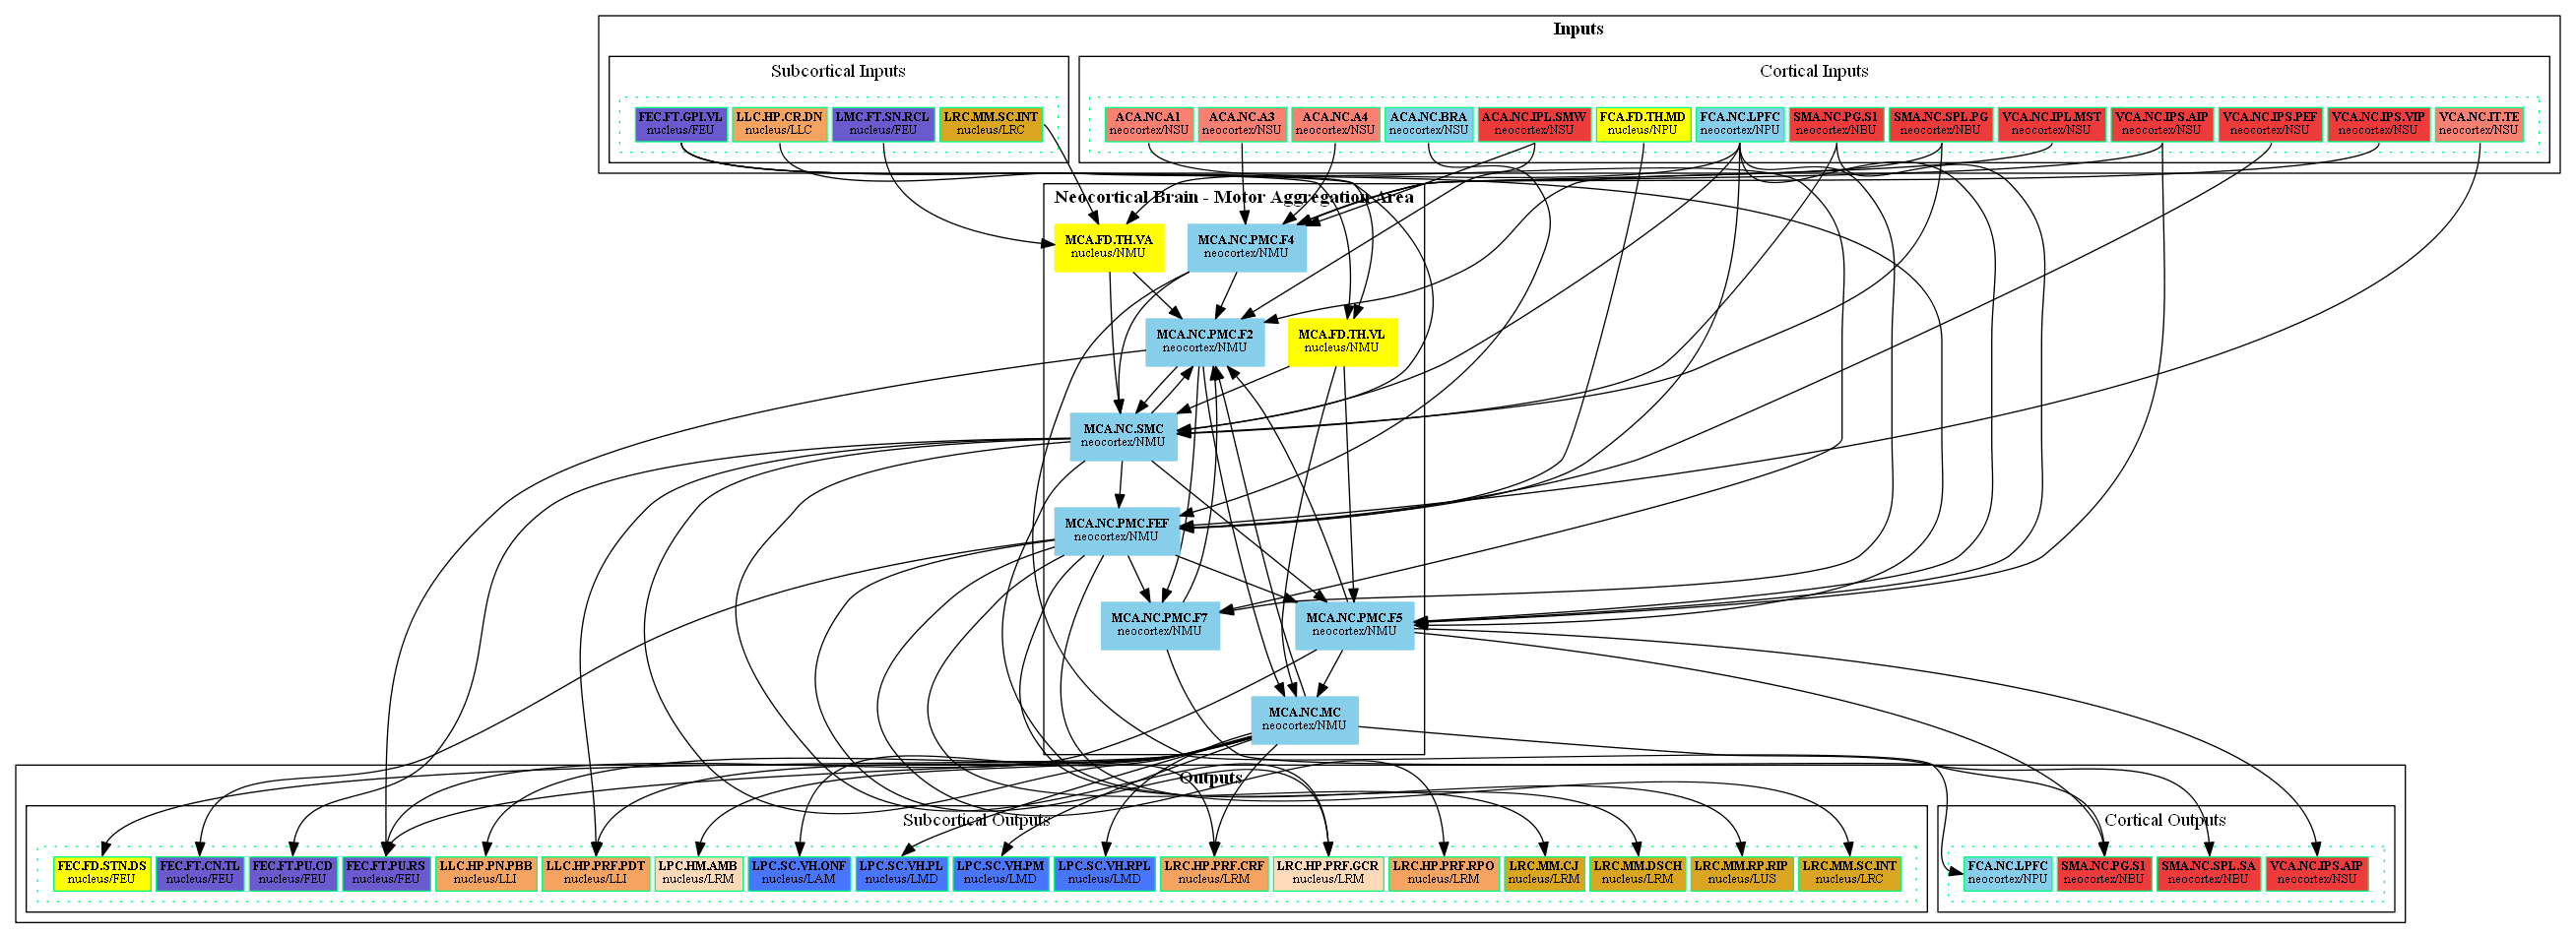 Inputs
Subcortical Inputs
Cortical Inputs
FEC.FT.GPI.VL
nucleus/FEU
LLC.HP.CR.DN
nucleus/LLC
LMC.FT.SN.RCL
nucleus/FEU
LRC.MM.SC.INT
nucleus/LRC
ACA.NC.A1
neocortex/NSU
ACA.NC.A3
neocortex/NSU
ACA.NC.A4
neocortex/NSU
ACA.NC.BRA
neocortex/NSU
ACA.NC.IPL.SMW
neocortex/NSU
FCA.FD.TH.MD
nucleus/NPU
FCA.NC.LPFC
neocortex/NPU
SMA.NC.PG.S1
neocortex/NBU
SMA.NC.SPL.PG
neocortex/NBU
VCA.NC.IPL.MST
neocortex/NSU
VCA.NC.IPS.AIP
neocortex/NSU
VCA.NC.IPS.PEF
neocortex/NSU
VCA.NC.IPS.VIP
neocortex/NSU
VCA.NC.IT.TE
neocortex/NSU
Neocortical Brain - Motor Aggregation Area
MCA.FD.TH.VA
nucleus/NMU
MCA.NC.PMC.F4
neocortex/NMU
MCA.NC.PMC.F2
neocortex/NMU
MCA.FD.TH.VL
nucleus/NMU
MCA.NC.SMC
neocortex/NMU
MCA.NC.PMC.FEF
neocortex/NMU
MCA.NC.PMC.F7
neocortex/NMU
MCA.NC.PMC.F5
neocortex/NMU
MCA.NC.MC
neocortex/NMU
Outputs
Subcortical Outputs
Cortical Outputs
FEC.FD.STN.DS
nucleus/FEU
FEC.FT.CN.TL
nucleus/FEU
FEC.FT.PU.CD
nucleus/FEU
FEC.FT.PU.RS
nucleus/FEU
LLC.HP.PN.PBB
nucleus/LLI
LLC.HP.PRF.PDT
nucleus/LLI
LPC.HM.AMB
nucleus/LRM
LPC.SC.VH.ONF
nucleus/LAM
LPC.SC.VH.PL
nucleus/LMD
LPC.SC.VH.PM
nucleus/LMD
LPC.SC.VH.RPL
nucleus/LMD
LRC.HP.PRF.CRF
nucleus/LRM
LRC.HP.PRF.GCR
nucleus/LRM
LRC.HP.PRF.RPO
nucleus/LRM
LRC.MM.CJ
nucleus/LRM
LRC.MM.DSCH
nucleus/LRM
LRC.MM.RP.RIP
nucleus/LUS
LRC.MM.SC.INT
nucleus/LRC
FCA.NC.LPFC
neocortex/NPU
SMA.NC.PG.S1
neocortex/NBU
SMA.NC.SPL.SA
neocortex/NBU
VCA.NC.IPS.AIP
neocortex/NSU